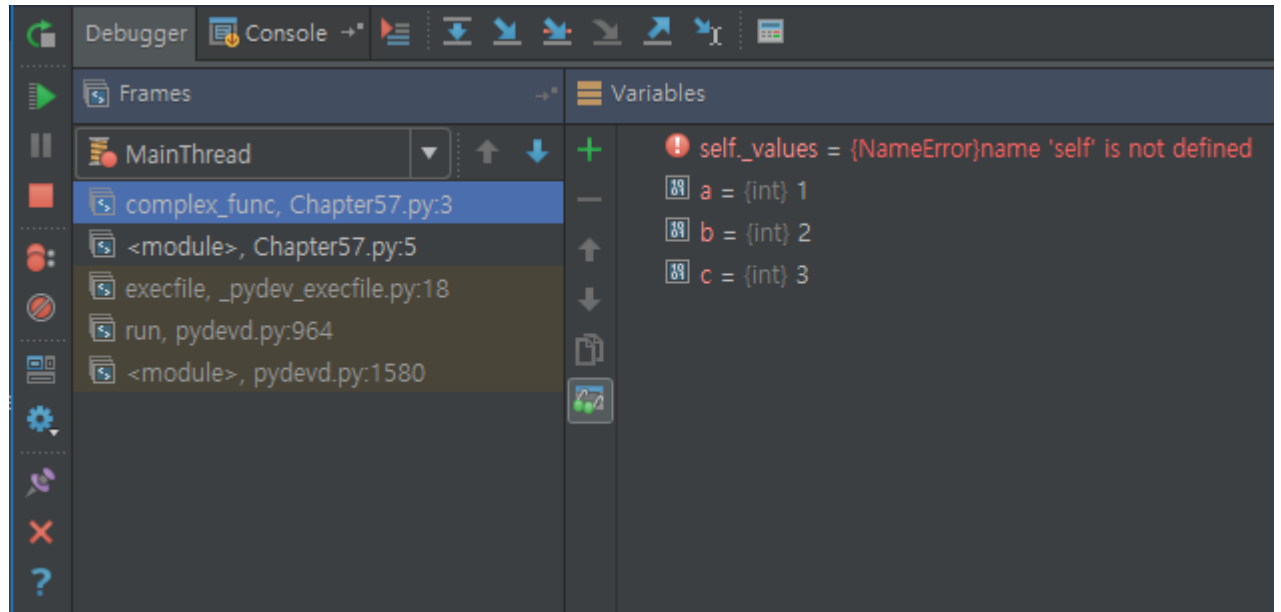 Debugger Console
Frames
Variables
MainThread
complex_func, Chapter57.py:3
<module>, Chapter57.py:5
execfile, _pydev_execfile.py:18
run, pydevd.py:964
<module>, pydevd.py:1580
self._values = {NameError}name 'self' is not defined
a = {int} 1
b = {int} 2
c = {int} 3